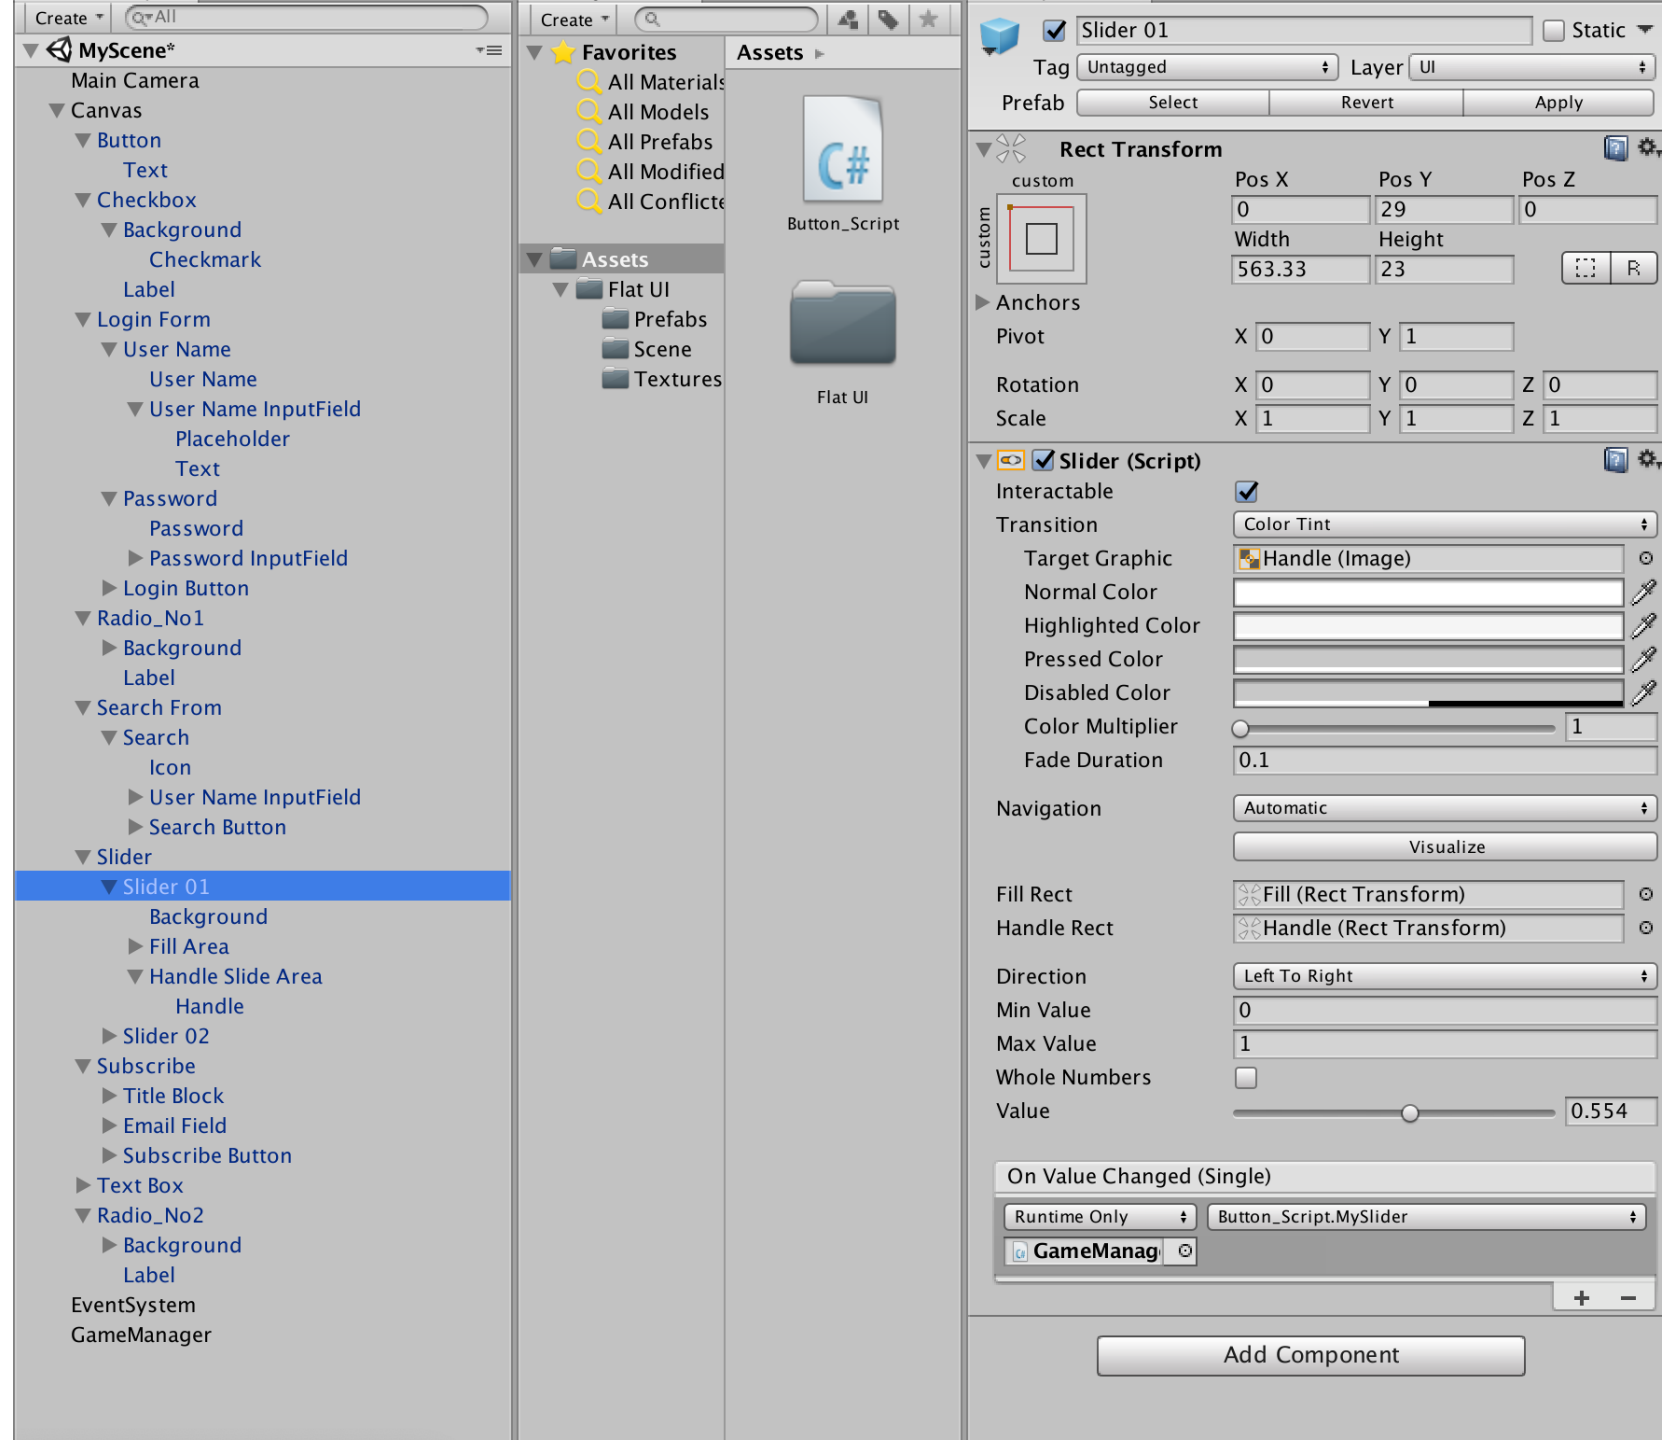 Create
All
MyScene*
Main Camera
Canvas
Button
Text
Checkbox
Background
Checkmark
Label
Login Form
User Name
User Name
User Name InputField
Placeholder
Text
Password
Password
Password InputField
Login Button
Radio_No1
Background
Label
Search From
Search
Icon
User Name InputField
Search Button
Slider
Slider 01
Background
Fill Area
Handle Slide Area
Handle
Slider 02
Subscribe
Title Block
Email Field
Subscribe Button
Text Box
Radio_No2
Background
Label
EventSystem
GameManager
Create
Favorites
All Materials
All Models
All Prefabs
All Modified
All Conflicte
Assets
Flat UI
Prefabs
Scene
Textures
Assets
C#
Button_Script
Flat UI
Slider 01 Static
Tag Untagged Layer UI
Prefab Select Revert Apply
Rect Transform
custom
custom
Pos X Pos Y Pos Z
0 29 0
Width Height
563.33 23
R
Anchors
Pivot X 0 Y 1
Rotation X 0 Y 0 Z 0
Scale X 1 Y 1 Z 1
Slider (Script)
Interactable
Transition Color Tint
Target Graphic Handle (Image)
Normal Color
Highlighted Color
Pressed Color
Disabled Color
Color Multiplier 1
Fade Duration 0.1
Navigation Automatic
Visualize
Fill Rect Fill (Rect Transform)
Handle Rect Handle (Rect Transform)
Direction Left To Right
Min Value 0
Max Value 1
Whole Numbers
Value 0.554
On Value Changed (Single)
Runtime Only Button_Script.MySlider
GameManag
+ −
Add Component